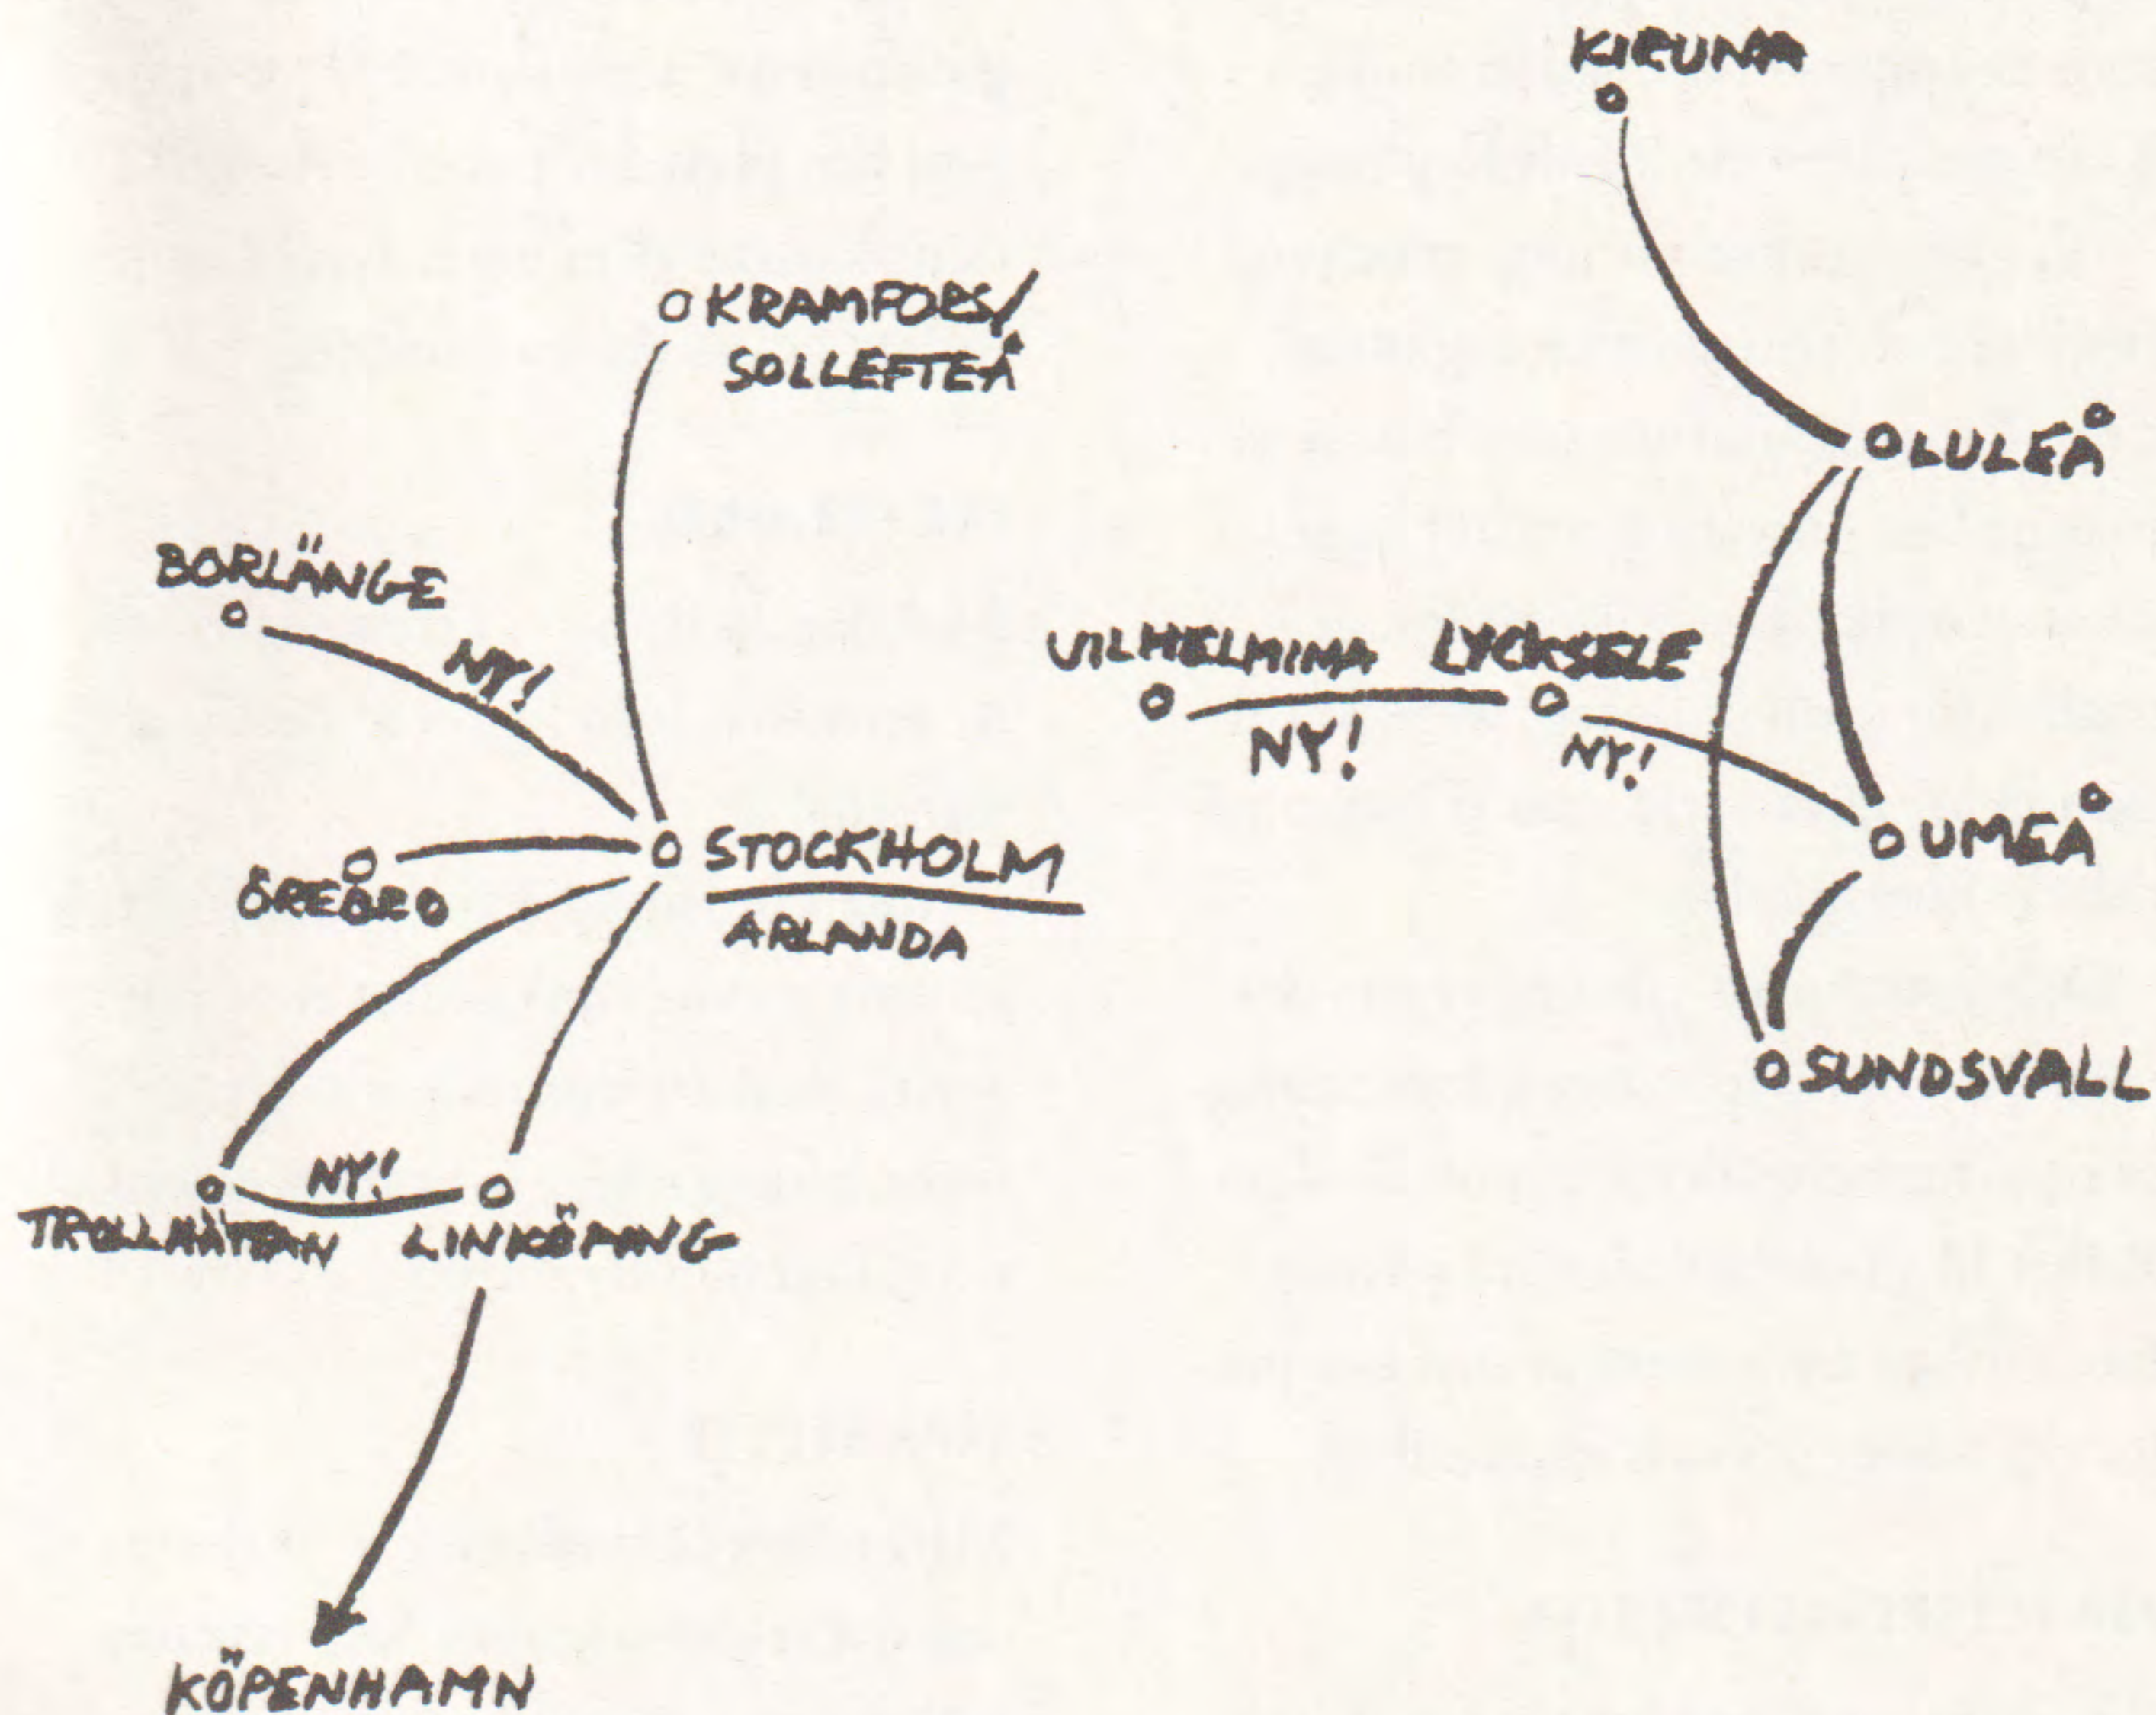 KIRUNA
KRAMFORS/
SOLLEFTEÅ
LULEÅ
BORLÄNGE
NY!
VILHELMINA
LYCKSELE
NY!
NY!
UMEÅ
STOCKHOLM
ARLANDA
ÖREBRO
SUNDSVALL
NY!
TROLLHÄTTAN
LINKÖPING
KÖPENHAMN